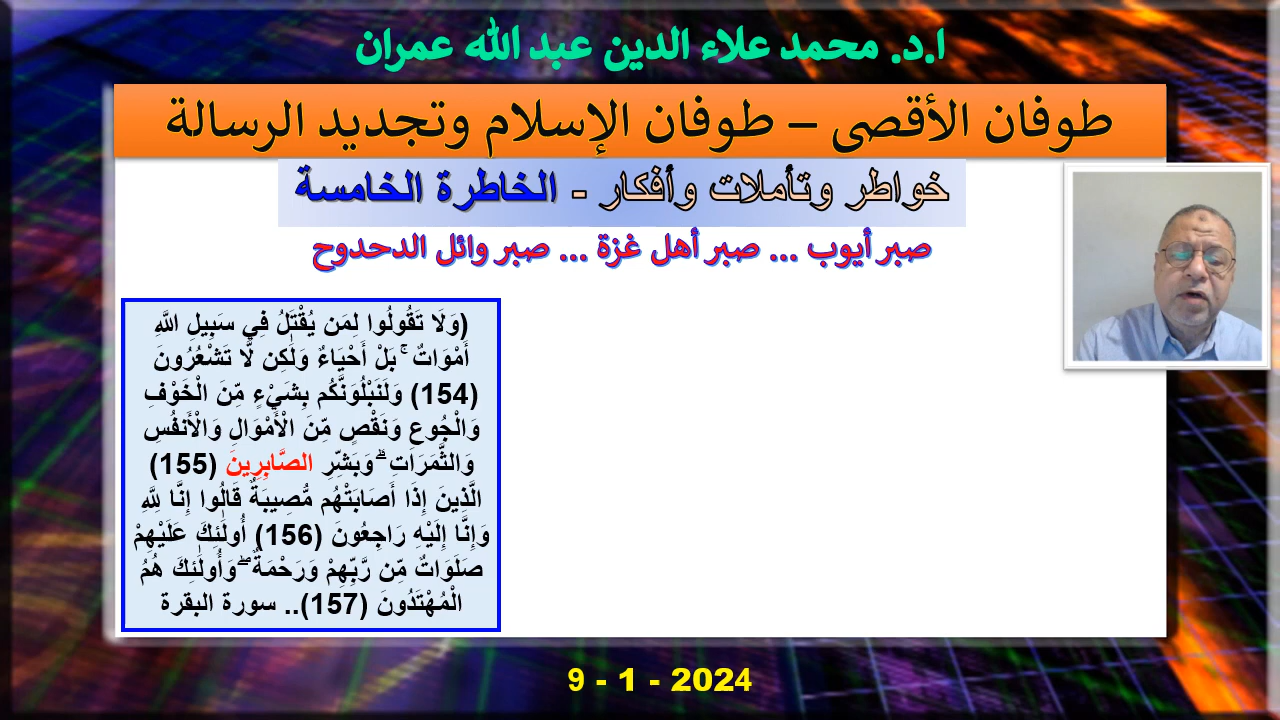 ا.د. محمد علاء الدين عبد الله عمران
طوفان الأقصى – طوفان الإسلام وتجديد الرسالة
خواطر وتأملات وأفكار - الخاطرة الخامسة
صبر أيوب ... صبر أهل غزة ... صبر وائل الدحدوح
(وَلَا تَقُولُوا لِمَن يُقْتَلُ فِي سَبِيلِ اللَّهِ
أَمْوَاتٌ ۚ بَلْ أَحْيَاءٌ وَلَٰكِن لَّا تَشْعُرُونَ
(154) وَلَنَبْلُوَنَّكُم بِشَيْءٍ مِّنَ الْخَوْفِ
وَالْجُوعِ وَنَقْصٍ مِّنَ الْأَمْوَالِ وَالْأَنفُسِ
وَالثَّمَرَاتِ ۗ وَبَشِّرِ الصَّابِرِينَ (155)
الَّذِينَ إِذَا أَصَابَتْهُم مُّصِيبَةٌ قَالُوا إِنَّا لِلَّهِ
وَإِنَّا إِلَيْهِ رَاجِعُونَ (156) أُولَٰئِكَ عَلَيْهِمْ
صَلَوَاتٌ مِّن رَّبِّهِمْ وَرَحْمَةٌ ۖ وَأُولَٰئِكَ هُمُ
الْمُهْتَدُونَ (157).. سورة البقرة
9 - 1 - 2024